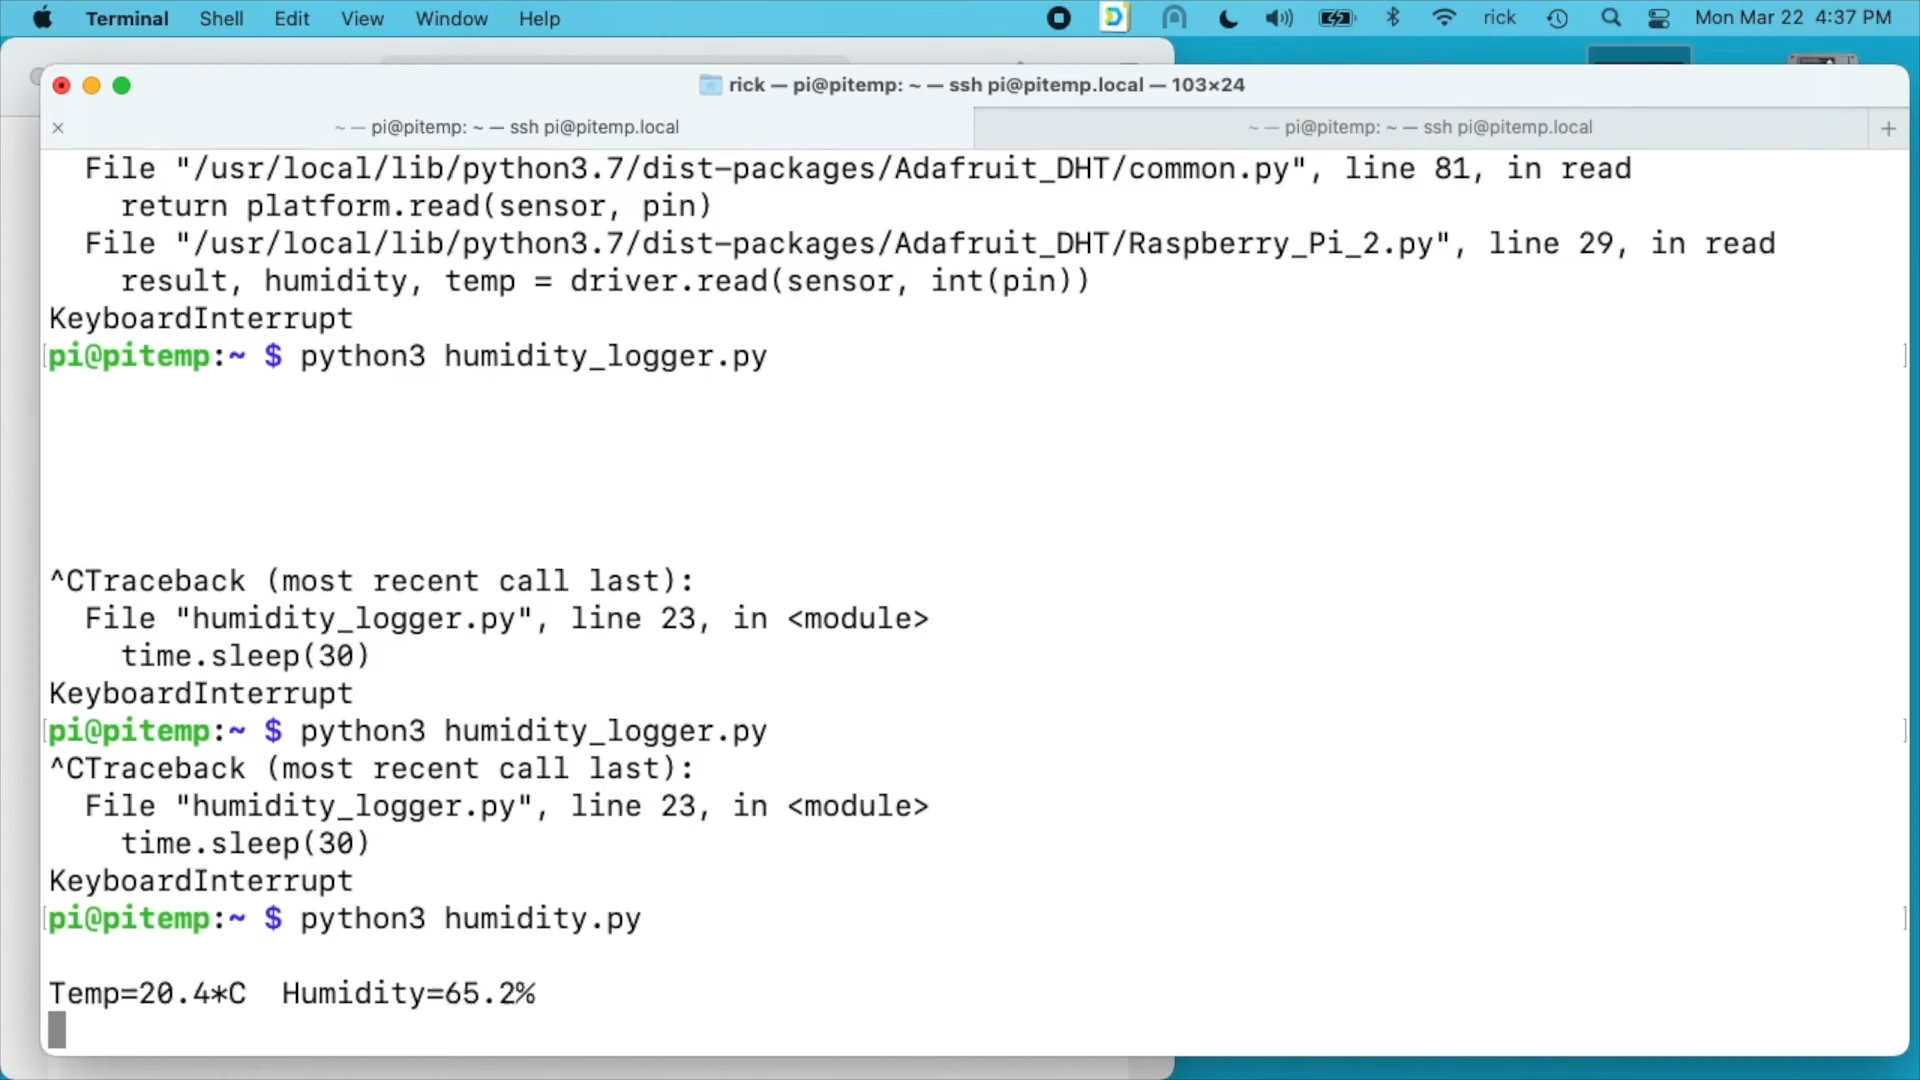 Terminal Shell Edit View Window Help rick Mon Mar 22 4:37 PM
rick — pi@pitemp: ~ — ssh pi@pitemp.local — 103×24
~ — pi@pitemp: ~ — ssh pi@pitemp.local ~ — pi@pitemp: ~ — ssh pi@pitemp.local
File "/usr/local/lib/python3.7/dist-packages/Adafruit_DHT/common.py", line 81, in read
return platform.read(sensor, pin)
File "/usr/local/lib/python3.7/dist-packages/Adafruit_DHT/Raspberry_Pi_2.py", line 29, in read
result, humidity, temp = driver.read(sensor, int(pin))
KeyboardInterrupt
[pi@pitemp:~ $ python3 humidity_logger.py ]
^CTraceback (most recent call last):
File "humidity_logger.py", line 23, in <module>
time.sleep(30)
KeyboardInterrupt
[pi@pitemp:~ $ python3 humidity_logger.py ]
^CTraceback (most recent call last):
File "humidity_logger.py", line 23, in <module>
time.sleep(30)
KeyboardInterrupt
[pi@pitemp:~ $ python3 humidity.py ]
Temp=20.4*C  Humidity=65.2%